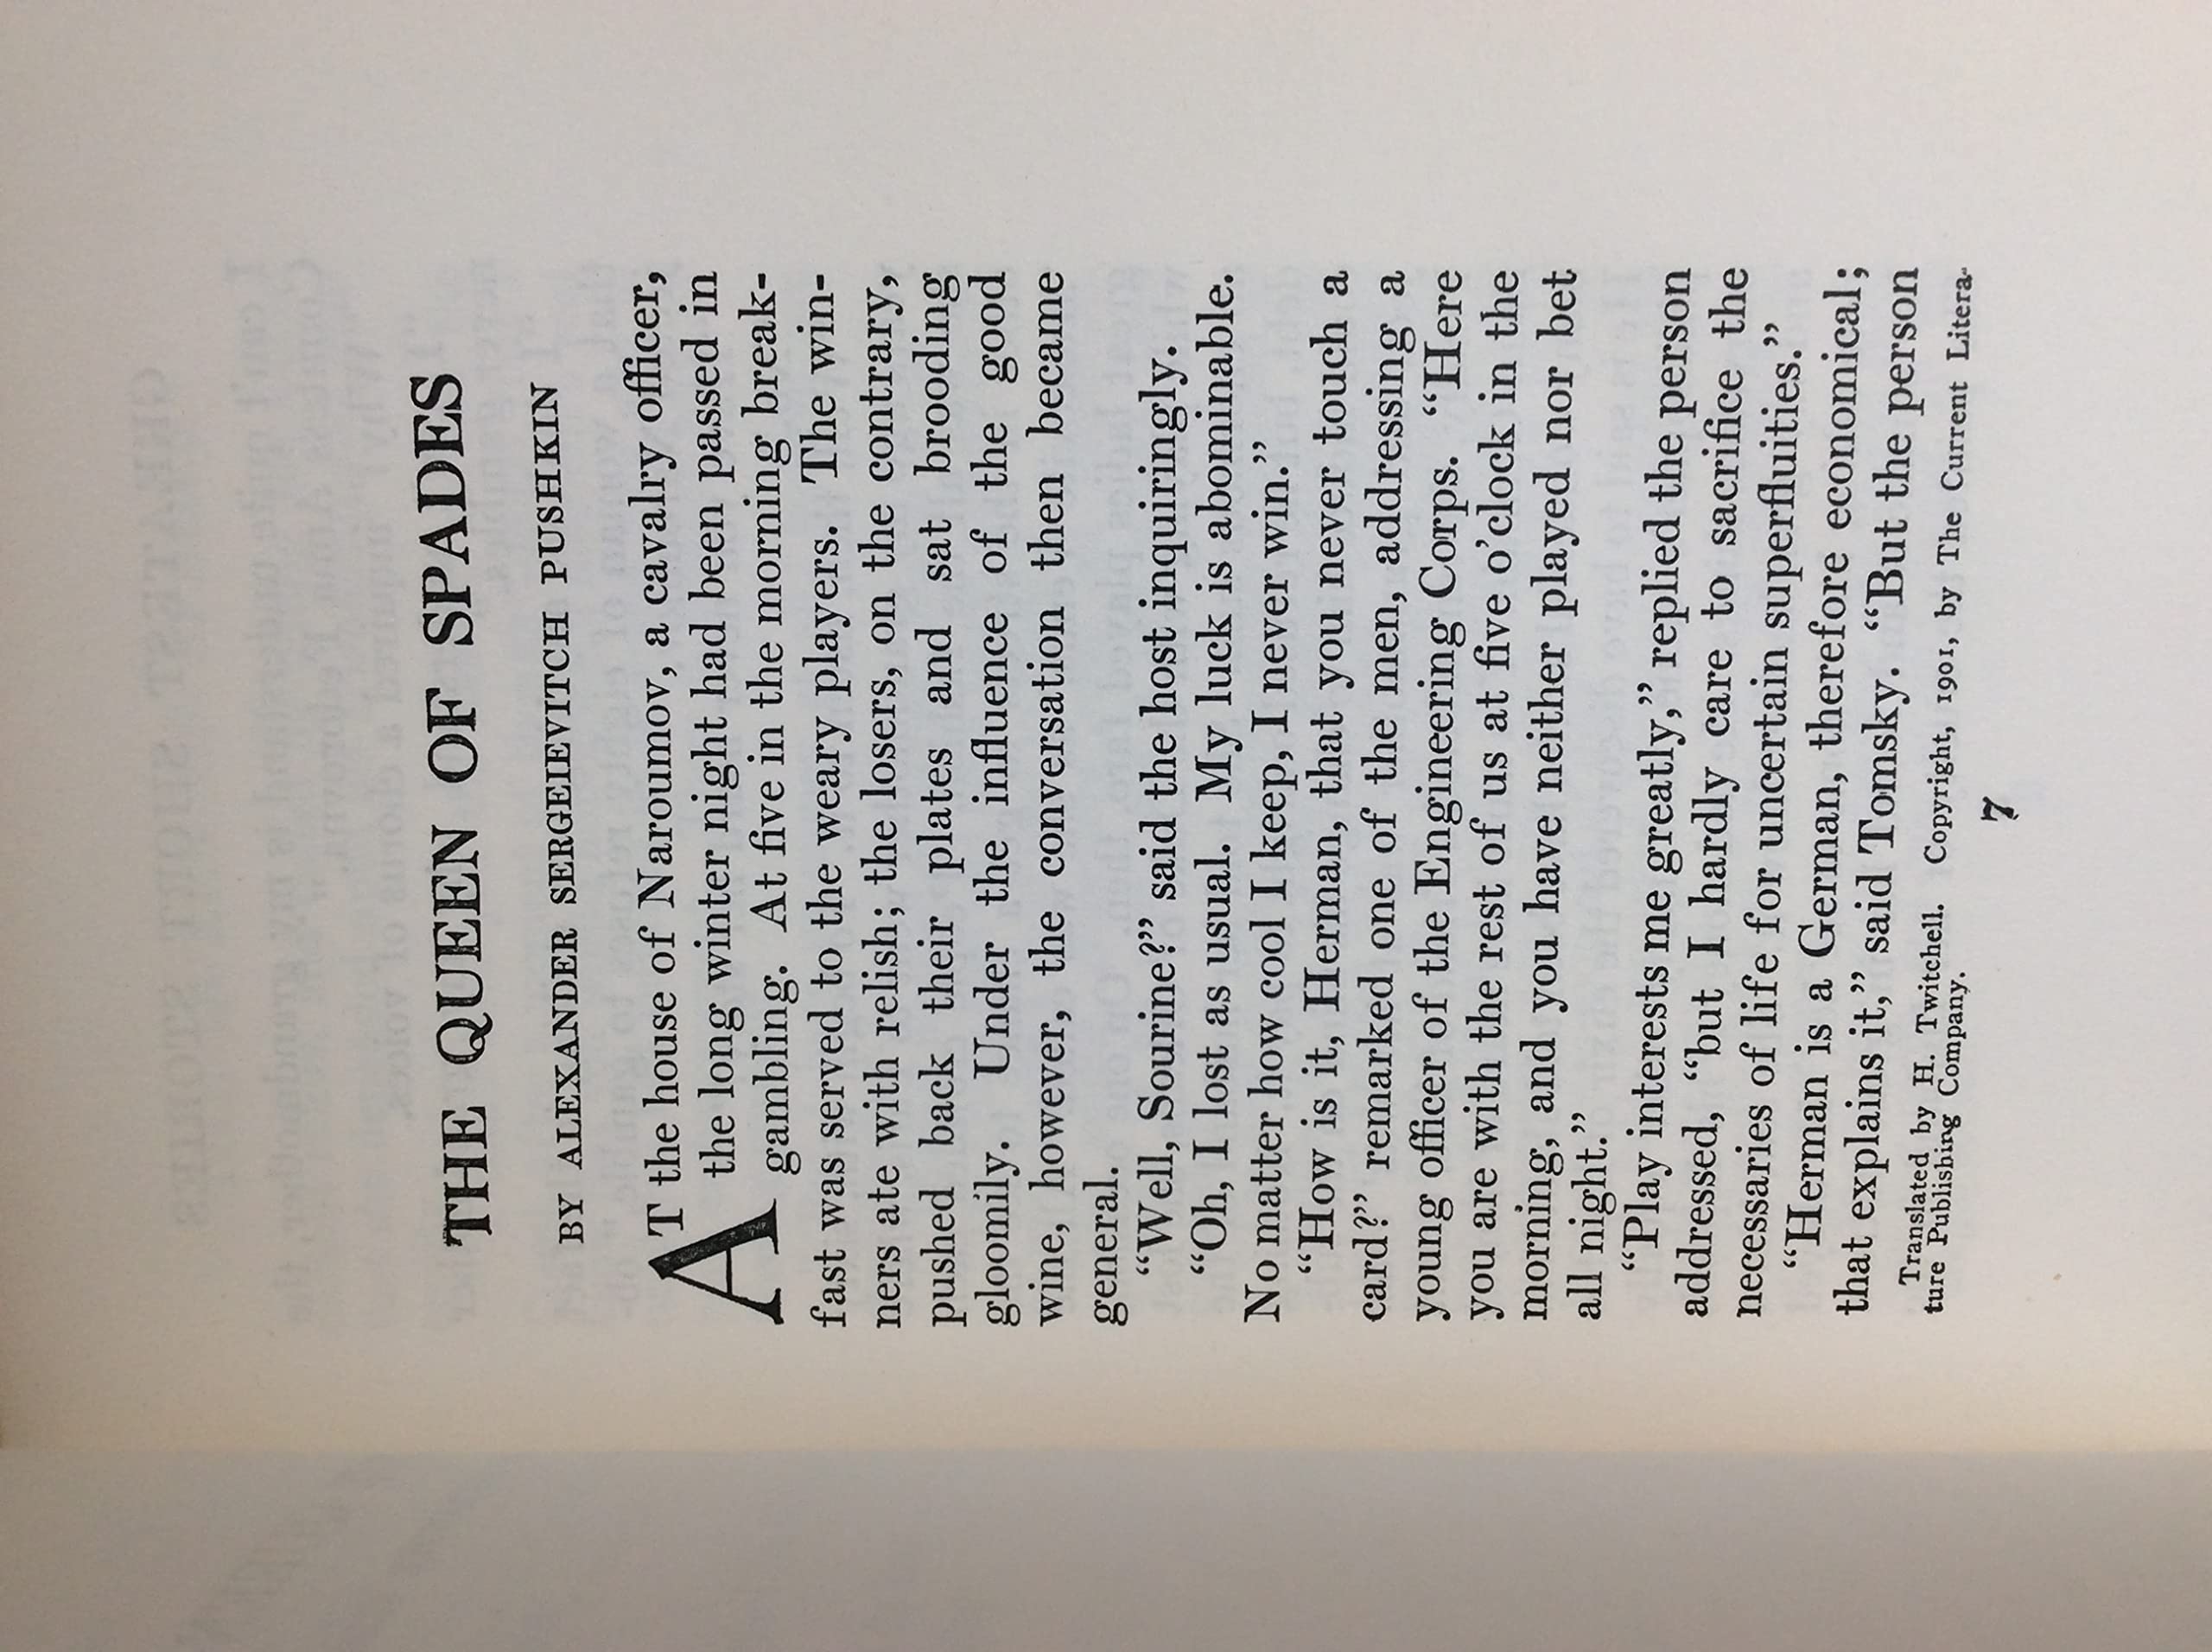 THE QUEEN OF SPADES
BY ALEXANDER SERGEIEVITCH PUSHKIN
AT the house of Naroumov, a cavalry officer,
the long winter night had been passed in
gambling. At five in the morning break-
fast was served to the weary players. The win-
ners ate with relish; the losers, on the contrary,
pushed back their plates and sat brooding
gloomily. Under the influence of the good
wine, however, the conversation then became
general.
“Well, Sourine?” said the host inquiringly.
“Oh, I lost as usual. My luck is abominable.
No matter how cool I keep, I never win.”
“How is it, Herman, that you never touch a
card?” remarked one of the men, addressing a
young officer of the Engineering Corps. “Here
you are with the rest of us at five o’clock in the
morning, and you have neither played nor bet
all night.”
“Play interests me greatly,” replied the person
addressed, “but I hardly care to sacrifice the
necessaries of life for uncertain superfluities.”
“Herman is a German, therefore economical;
that explains it,” said Tomsky. “But the person
Translated by H. Twitchell. Copyright, 1901, by The Current Litera-
ture Publishing Company.
7